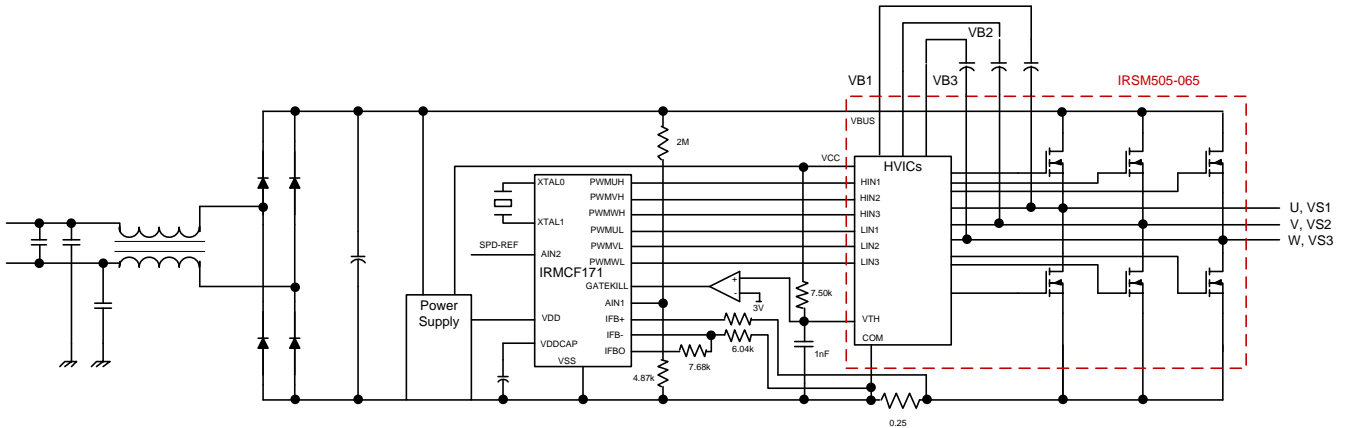 VB2
VB1
VB3
IRSM505-065
VBUS
2M
VCC
HVICs
XTAL0
PWMUH
HIN1
PWMVH
HIN2
PWMWH
HIN3
U, VS1
XTAL1
PWMUL
LIN1
V, VS2
SPD-REF
AIN2
PWMVL
LIN2
W, VS3
PWMWL
LIN3
IRMCF171
GATEKILL
+
-
3V
7.50k
Power
Supply
AIN1
VDD
IFB+
VTH
IFB-
COM
VDDCAP
IFBO
6.04k
1nF
VSS
7.68k
4.87k
0.25